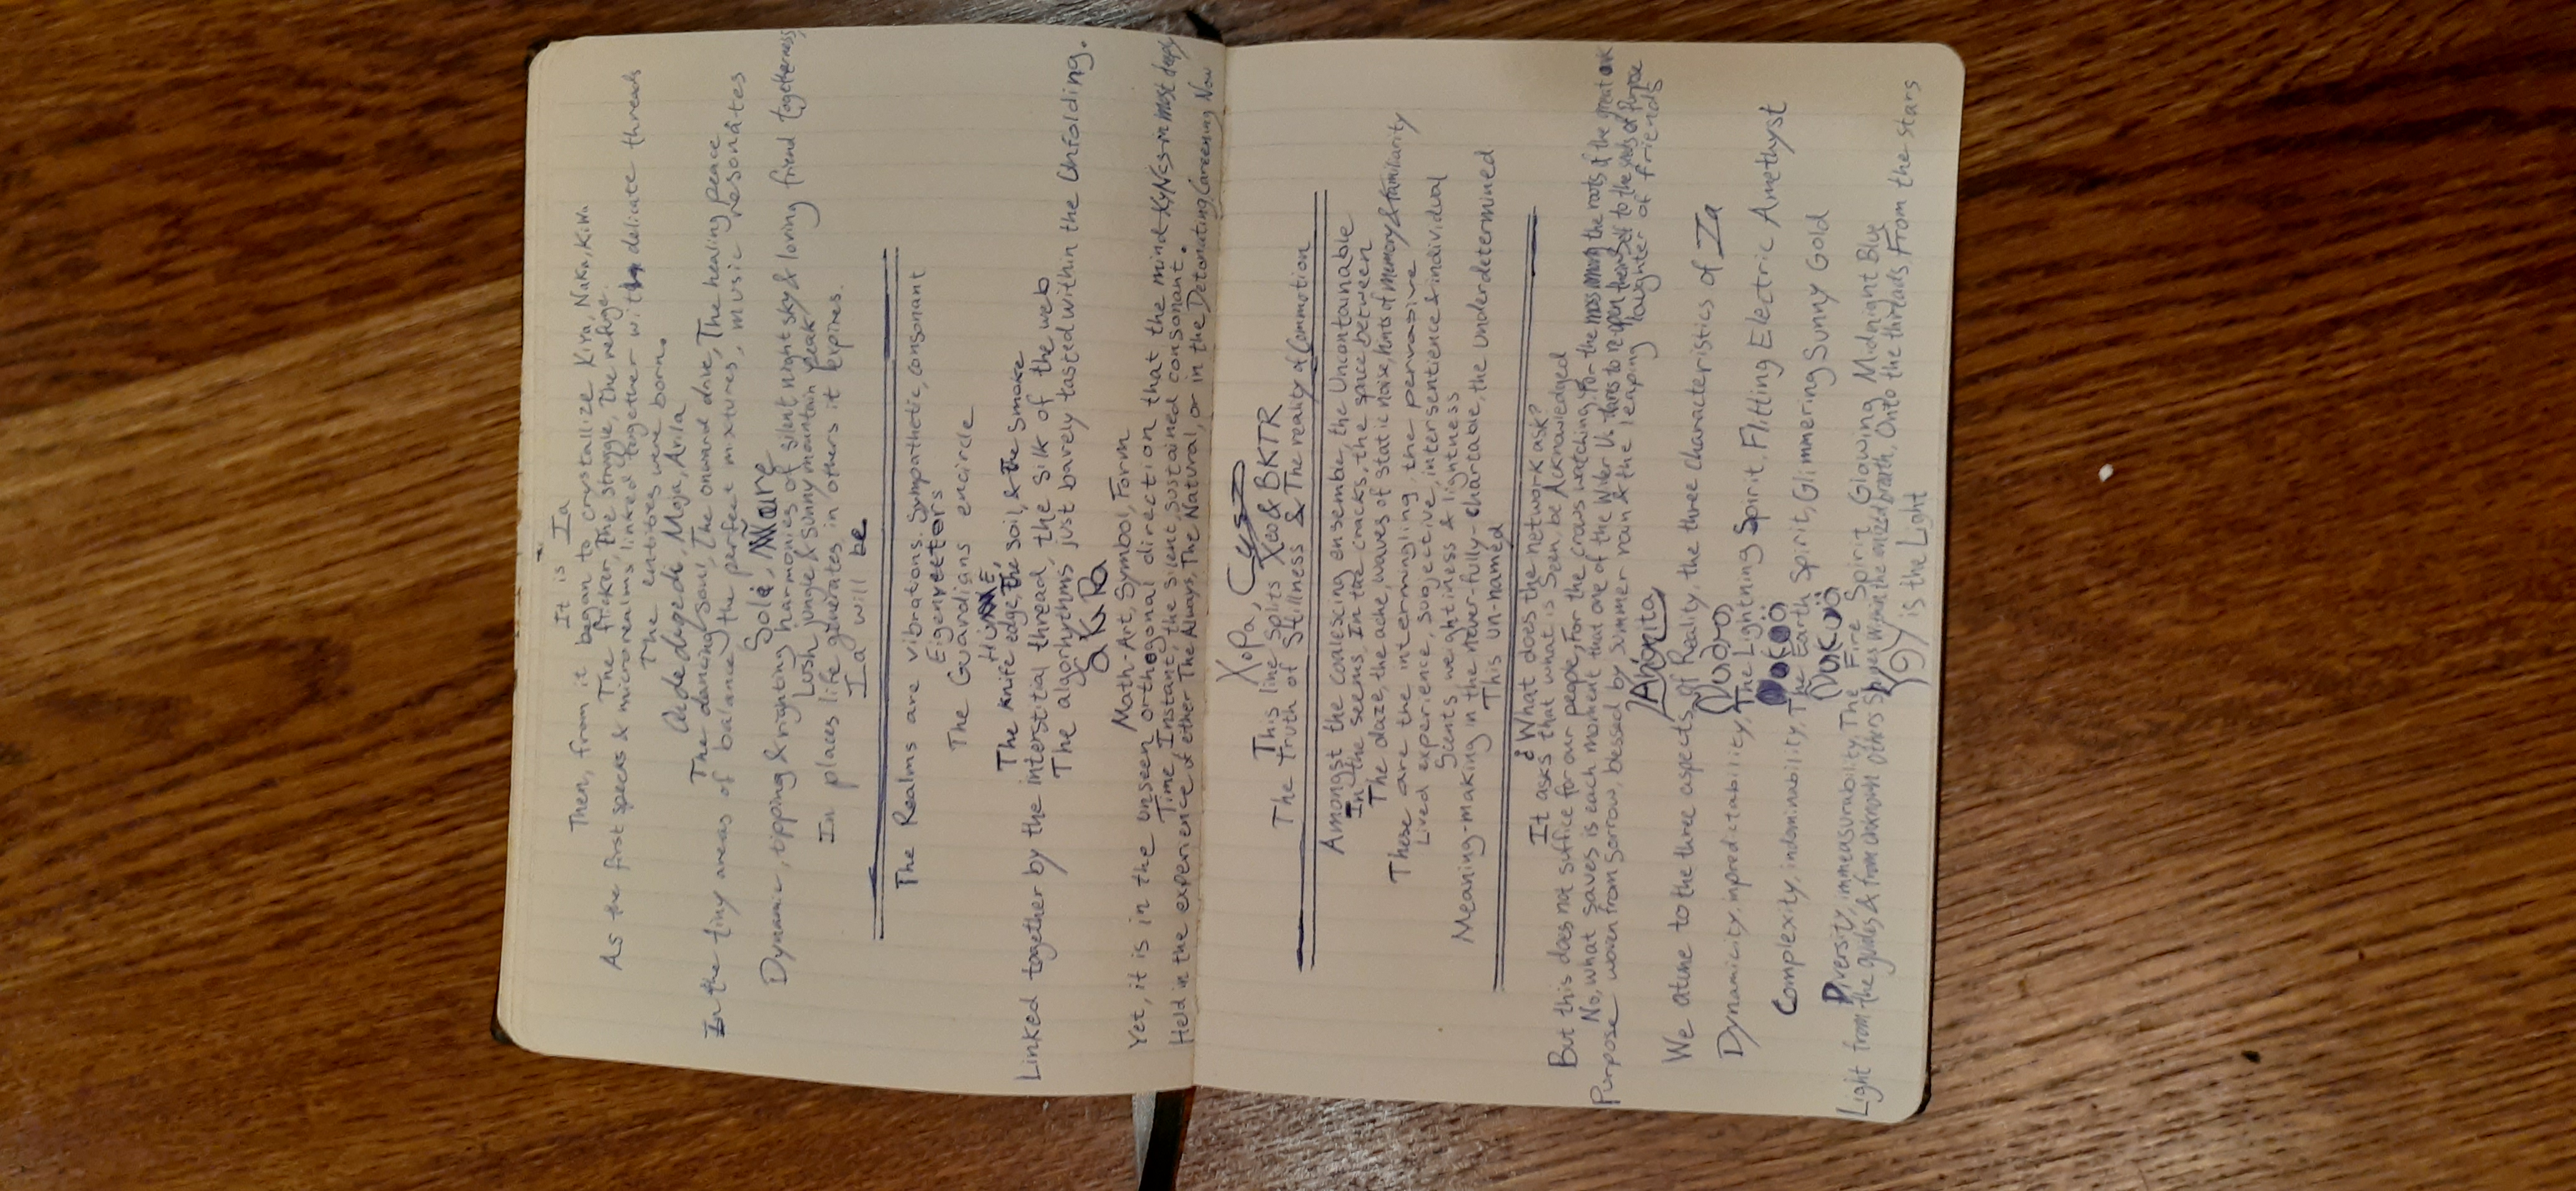 It is Ia
Then, from it began to crystallize Kiya, Naka, Kiwa
The flicker, The struggle, The refuge.
As the first specks & microrealms linked together with delicate threads
The entities were born.
Moja, Arila
The dancing soul, The onward drive, The healing peace
In the tiny areas of balance, the perfect mixtures, music resonates
Sole,
Dynamic, tipping & righting harmonies of silent night sky & loving friend togetherness,
Lush jungle & sunny mountain peak
In places life generates in others it expires.
Ia will be
The Realms are vibrations. Sympathetic, consonant
Eigenvectors
The Guardians encircle
The knife edge, The soil, & The smoke
Linked together by the interstitial thread, the silk of the web
The algorhythms just barely tasted within the Unfolding.
Math-Art, Symbol, Form
Yet, it is in the unseen orthogonal direction that the mind in most deeply
Time, Instant, the silent, sustained consonant.
Held in the experience of either The Always, The Natural, or in the Detonating, Careening Now
XoPa,
This line splits Xeo & BKTR
The Truth of Stillness & The reality of Commotion
Amongst the coalescing ensemble, the Uncontainable
In the seems, In the cracks, the space between
The daze, the ache, waves of static noise, hints of memory & familiarity
These are the intermingling, the pervasive
Lived experience, subjective, intersentience & individual
Scents, weightiness & lightness
Meaning-making in the never-fully-chartable, the underdetermined
This un-named
¿What does the network ask?
It asks that what is Seen, be Acknowledged
But this does not suffice for our people, For the crows watching, For the moss among the roots of the great oak
No, what saves is each moment that one of the Wider Us dares to re-open themself to the seeds of Purpose
Purpose woven from sorrow, blessed by summer rain & the leaping laughter of friends
We atune to the three aspects of Reality, the three characteristics of Ia
Dynamicity, inpredictability, The Lightning Spirit, Flitting Electric Amethyst
Complexity, indominability, The Earth Spirit, Glimmering Sunny Gold
Diversity, immeasurability, The Fire Spirit, Glowing Midnight Blue
Light from the guides & from unknown others Shines within the ionized breath, Onto the threads From the stars
is the Light